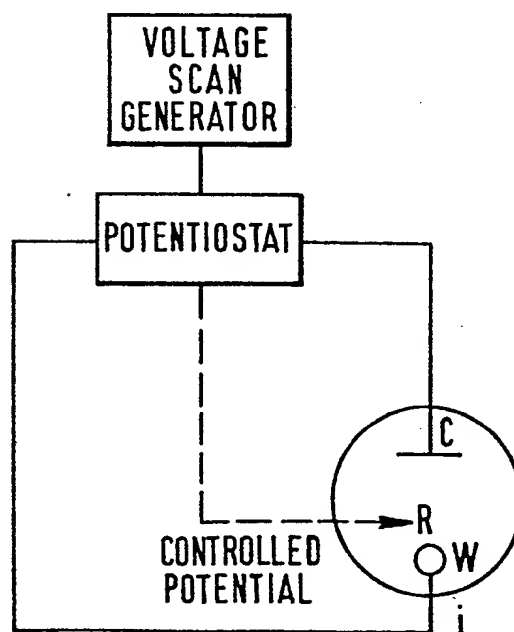 VOLTAGE
SCAN
GENERATOR
POTENTIOSTAT
C
R
W
CONTROLLED
POTENTIAL
i